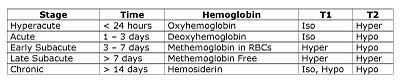 Stage Time Hemoglobin T1 T2
Hyperacute < 24 hours Oxyhemoglobin Iso Hyper
Acute 1 – 3 days Deoxyhemoglobin Iso Hypo
Early Subacute 3 – 7 days Methemoglobin in RBCs Hyper Hypo
Late Subacute > 7 days Methemoglobin Free Hyper Hyper
Chronic > 14 days Hemosiderin Iso, Hypo Hypo